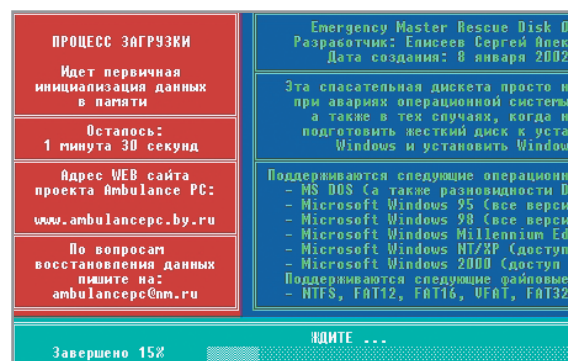 ПРОЦЕСС ЗАГРУЗКИ
Идет первичная
инициализация данных
в памяти
Осталось:
1 минута 30 секунд
Адрес WEB сайта
проекта Ambulance PC:
www.ambulancepc.by.ru
По вопросам
восстановления данных
пишите на:
ambulancepc@nm.ru
Emergency Master Rescue Disk
Разработчик: Елисеев Сергей
Дата создания: 8 января 2002
Эта спасательная дискета просто
при авариях операционной системы
а также в тех случаях, когда
подготовить жесткий диск к
Windows и установить
Поддерживаются следующие
- MS DOS (а также разновидности
- Microsoft Windows 95 (все
- Microsoft Windows 98 (все
- Microsoft Windows Millennium
- Microsoft Windows NT/XP
- Microsoft Windows 2000 (доступ
Поддерживаются следующие
- NTFS, FAT12, FAT16, VFAT, FAT32
ЖДИТЕ ...
Завершено 15%